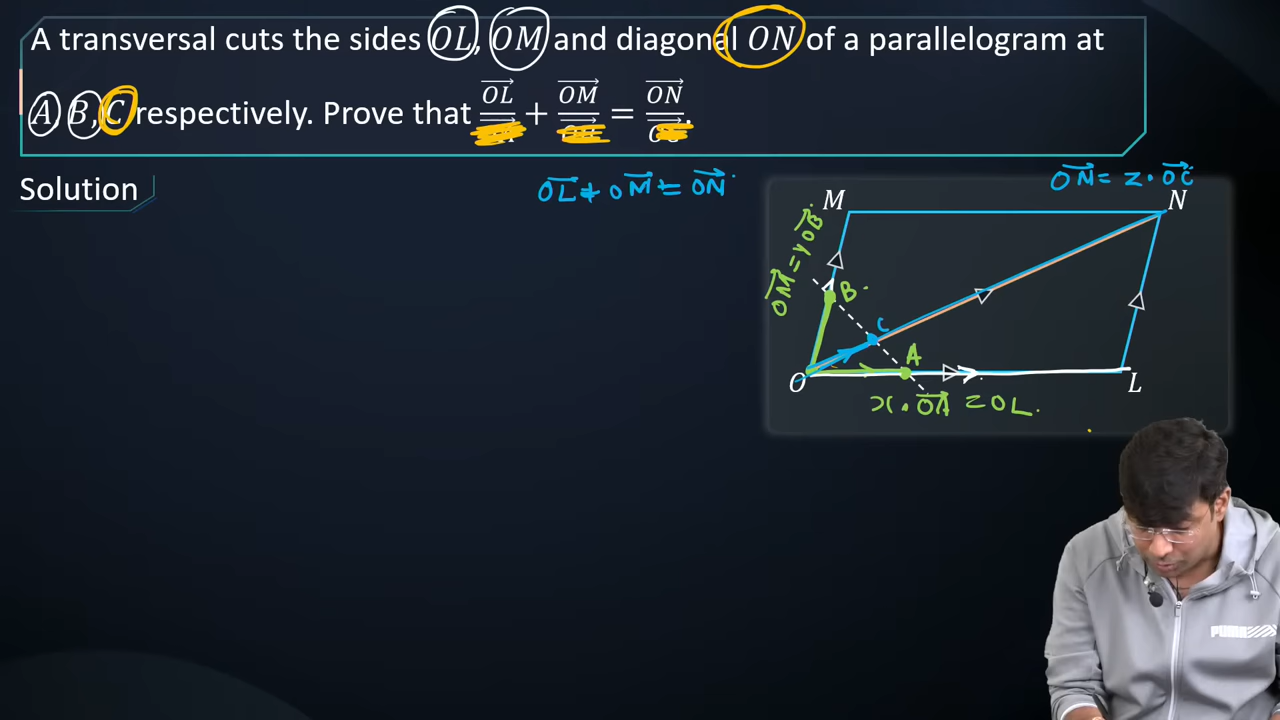 A transversal cuts the sides OL, OM and diagonal ON of a parallelogram at
A, B, C respectively. Prove that OL/OA + OM/OB = ON/OC.
Solution
OL + OM = ON
ON = z · OC
M
N
OM = y OB
B
C
A
O
L
x · OA = OL
PUMA